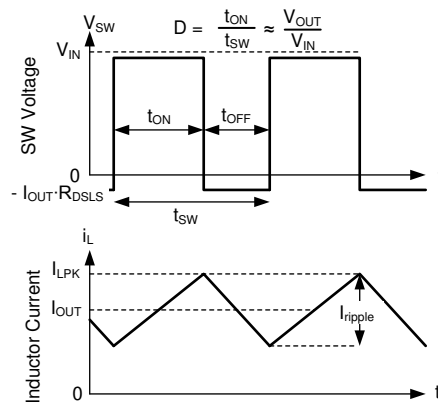 V_SW
D = t_ON / t_SW ≈ V_OUT / V_IN
V_IN
SW Voltage
t_ON
t_OFF
0
- I_OUT·R_DSLS
t_SW
i_L
I_LPK
Inductor Current
I_OUT
I_ripple
0
t